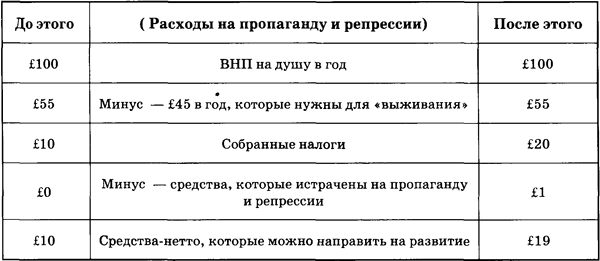 До этого ( Расходы на пропаганду и репрессии) После этого
£100 ВНП на душу в год £100
£55 Минус — £45 в год, которые нужны для «выживания» £55
£10 Собранные налоги £20
£0 Минус — средства, которые истрачены на пропаганду
и репрессии £1
£10 Средства-нетто, которые можно направить на развитие £19